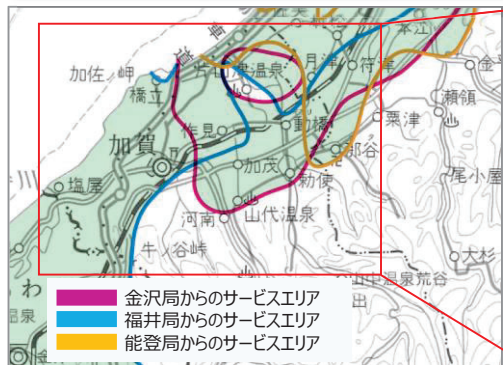 加佐ノ岬
片山津温泉
月津
符津
橋立
粟津
瀬領
作見
動橋
那谷
加賀
加茂
勅使
尾小屋
塩屋
河南
山代温泉
牛ノ谷峠
大杉
山中温泉荒谷
金沢局からのサービスエリア
福井局からのサービスエリア
能登局からのサービスエリア